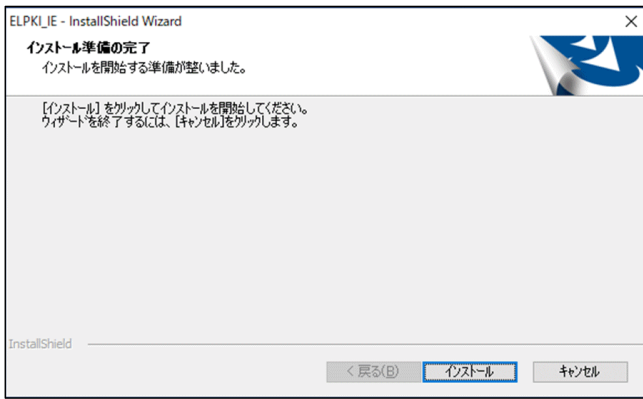 ELPKI_IE - InstallShield Wizard
インストール準備の完了
インストールを開始する準備が整いました。
[インストール] をクリックしてインストールを開始してください。
ウィザードを終了するには、[キャンセル]をクリックします。
InstallShield
< 戻る(B)
インストール
キャンセル